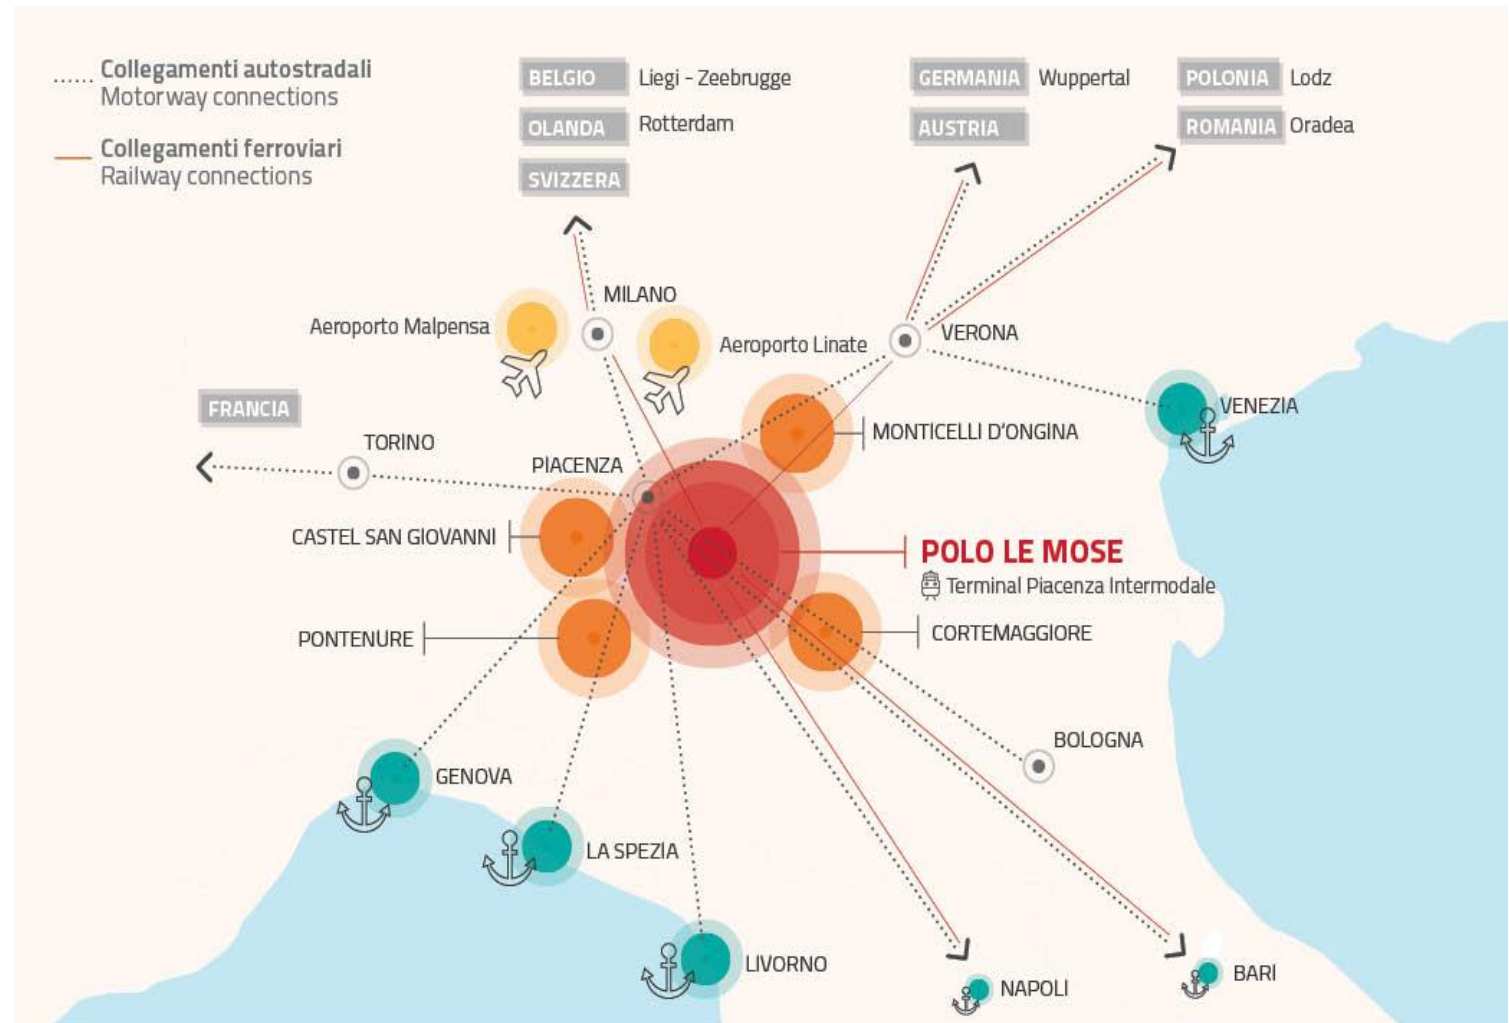 Collegamenti autostradali
Motorway connections
Collegamenti ferroviari
Railway connections
BELGIO Liegi - Zeebrugge
OLANDA Rotterdam
SVIZZERA
GERMANIA Wuppertal
AUSTRIA
POLONIA Lodz
ROMANIA Oradea
MILANO
Aeroporto Malpensa
Aeroporto Linate
VERONA
FRANCIA
VENEZIA
TORINO
MONTICELLI D'ONGINA
PIACENZA
CASTEL SAN GIOVANNI
POLO LE MOSE
Terminal Piacenza Intermodale
PONTENURE
CORTEMAGGIORE
BOLOGNA
GENOVA
LA SPEZIA
LIVORNO
NAPOLI
BARI